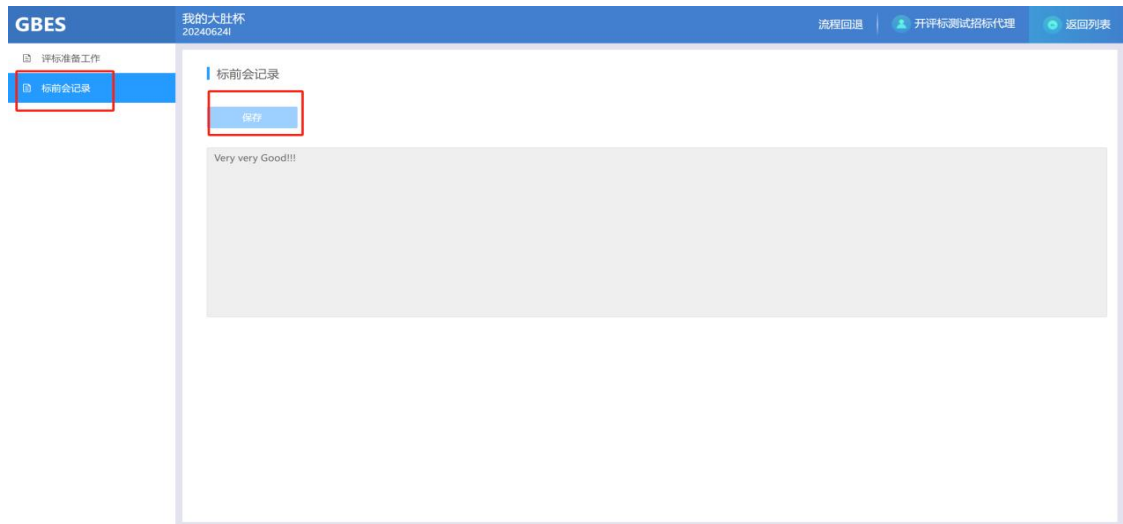 GBES
我的大肚杯
20240624I
流程回退
开评标测试招标代理
返回列表
评标准备工作
标前会记录
标前会记录
保存
Very very Good!!!